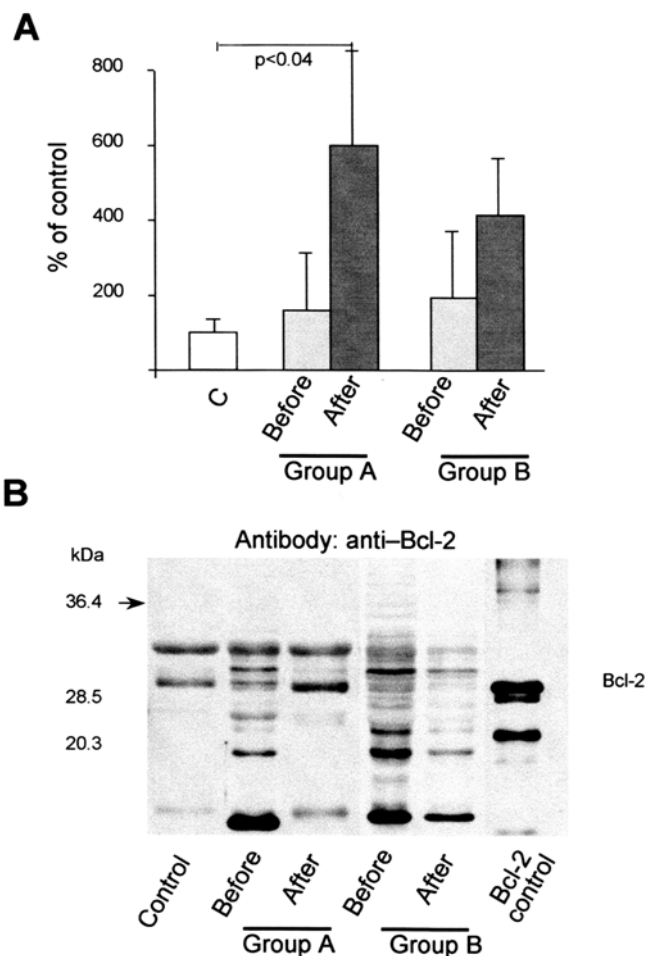 A
p<0.04
800
600
400
200
% of control
C
Before
After
Before
After
Group A
Group B
B
Antibody: anti–Bcl-2
kDa
36.4
28.5
20.3
Bcl-2
Control
Before
After
Before
After
Bcl-2 control
Group A
Group B